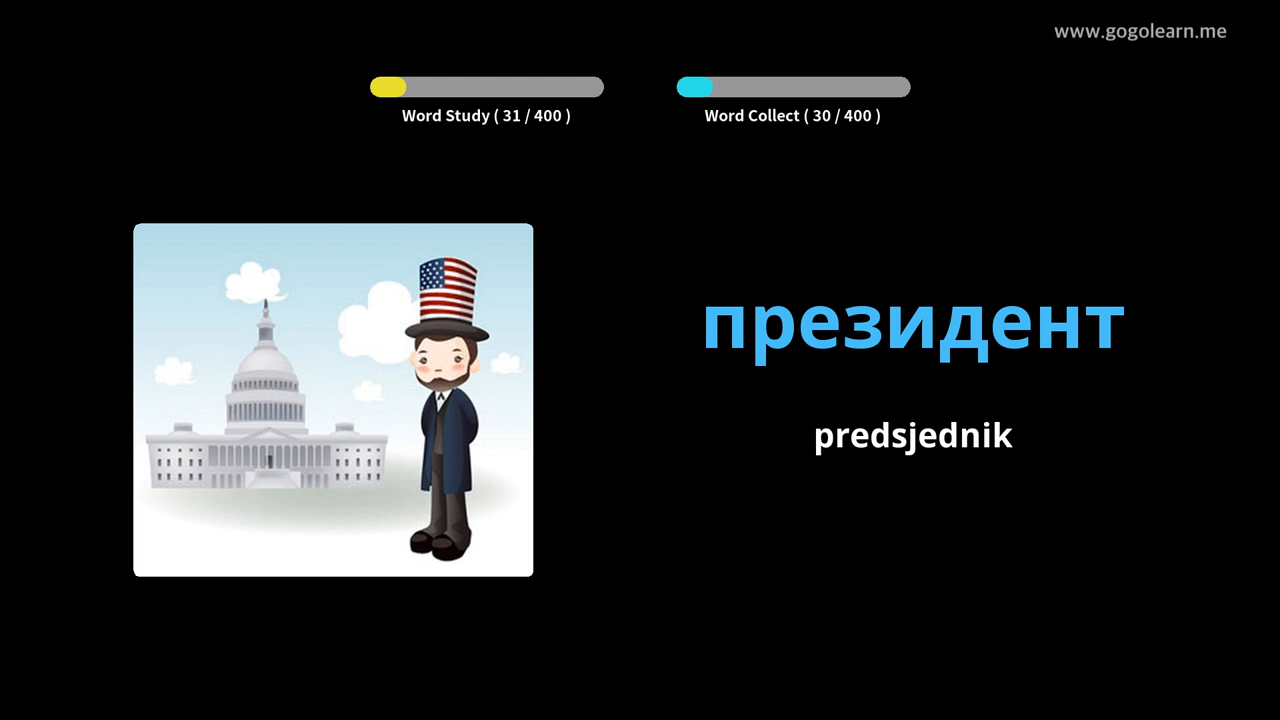 www.gogolearn.me
Word Study ( 31 / 400 )
Word Collect ( 30 / 400 )
президент
predsjednik